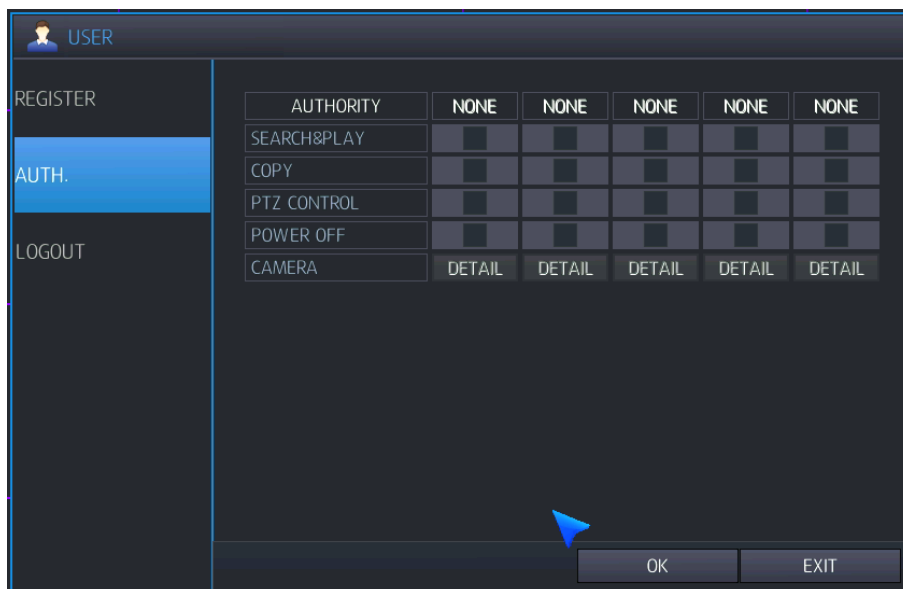 USER
REGISTER
AUTH.
LOGOUT
AUTHORITY NONE NONE NONE NONE NONE
SEARCH&PLAY
COPY
PTZ CONTROL
POWER OFF
CAMERA DETAIL DETAIL DETAIL DETAIL DETAIL
OK EXIT